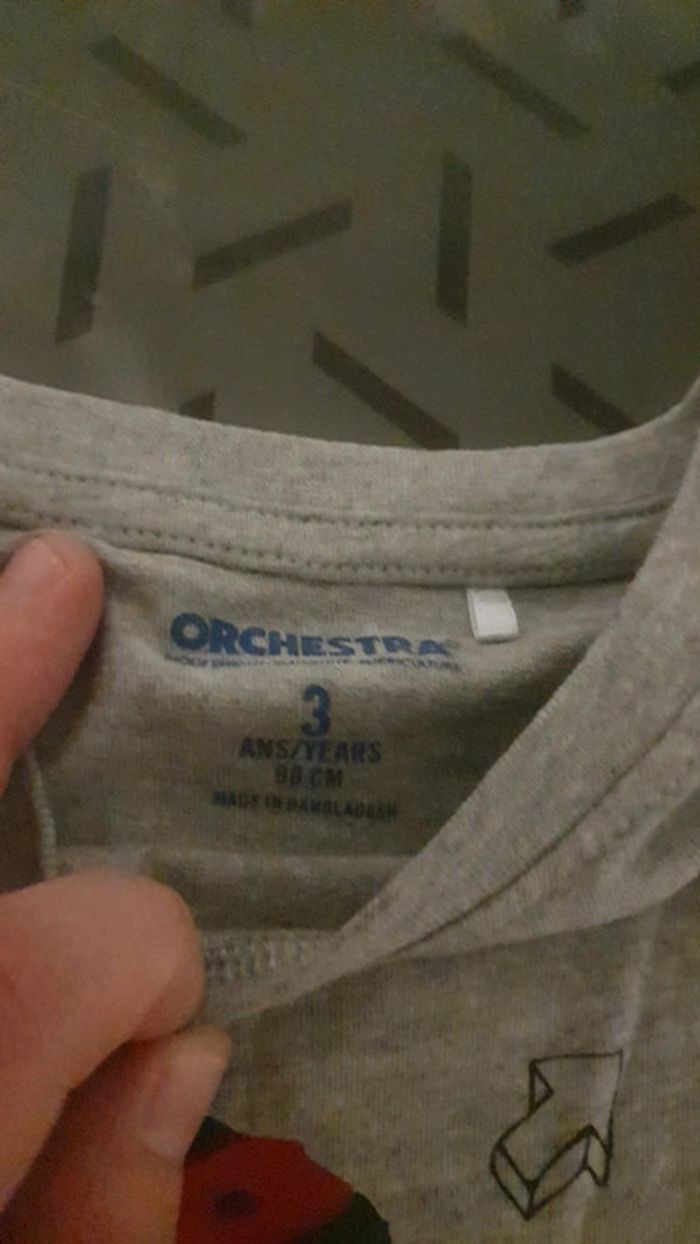 ORCHESTRA
3
ANS/YEARS
98 CM
MADE IN BANGLADESH